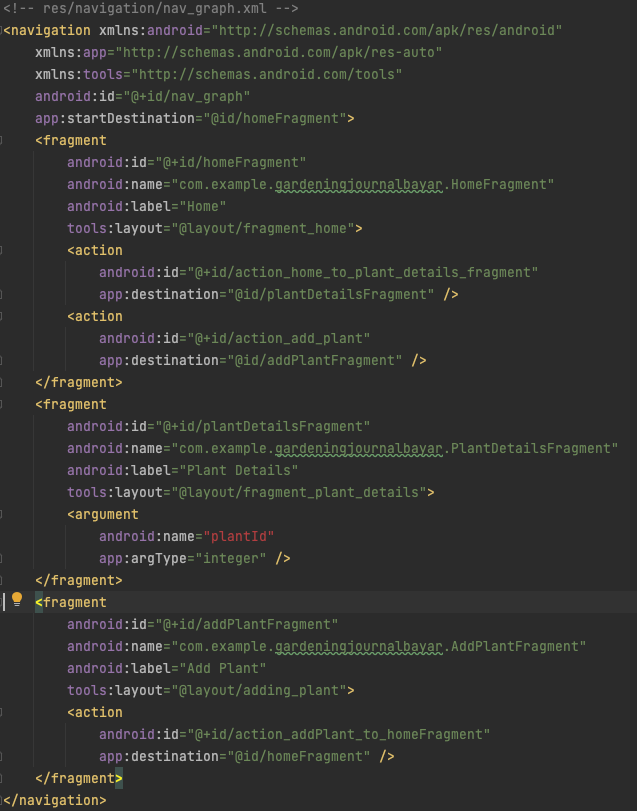 <!-- res/navigation/nav_graph.xml -->
<navigation xmlns:android="http://schemas.android.com/apk/res/android"
    xmlns:app="http://schemas.android.com/apk/res-auto"
    xmlns:tools="http://schemas.android.com/tools"
    android:id="@+id/nav_graph"
    app:startDestination="@id/homeFragment">
    <fragment
        android:id="@+id/homeFragment"
        android:name="com.example.gardeningjournalbayar.HomeFragment"
        android:label="Home"
        tools:layout="@layout/fragment_home">
        <action
            android:id="@+id/action_home_to_plant_details_fragment"
            app:destination="@id/plantDetailsFragment" />
        <action
            android:id="@+id/action_add_plant"
            app:destination="@id/addPlantFragment" />
    </fragment>
    <fragment
        android:id="@+id/plantDetailsFragment"
        android:name="com.example.gardeningjournalbayar.PlantDetailsFragment"
        android:label="Plant Details"
        tools:layout="@layout/fragment_plant_details">
        <argument
            android:name="plantId"
            app:argType="integer" />
    </fragment>
    <fragment
        android:id="@+id/addPlantFragment"
        android:name="com.example.gardeningjournalbayar.AddPlantFragment"
        android:label="Add Plant"
        tools:layout="@layout/adding_plant">
        <action
            android:id="@+id/action_addPlant_to_homeFragment"
            app:destination="@id/homeFragment" />
    </fragment>
</navigation>